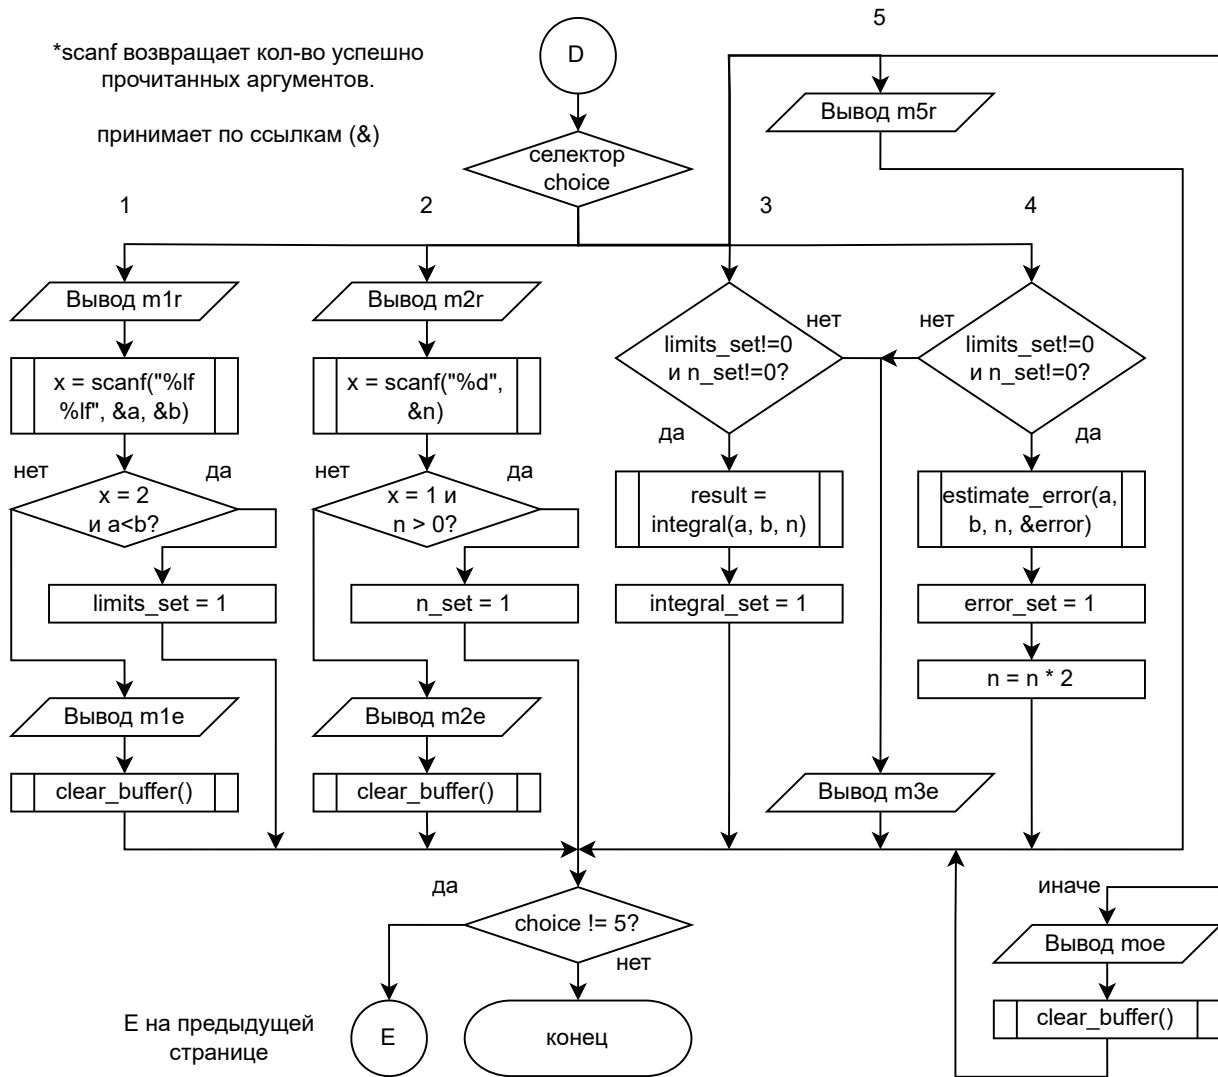 5
*scanf возвращает кол-во успешно
прочитанных аргументов.
принимает по ссылкам (&)
D
Вывод m5r
селектор
choice
1
2
3
4
Вывод m1r
Вывод m2r
нет
нет
limits_set!=0
и n_set!=0?
limits_set!=0
и n_set!=0?
x = scanf("%lf
%lf", &a, &b)
x = scanf("%d",
&n)
да
да
нет
да
нет
да
x = 2
и a<b?
x = 1 и
n > 0?
result =
integral(a, b, n)
estimate_error(a,
b, n, &error)
limits_set = 1
n_set = 1
integral_set = 1
error_set = 1
n = n * 2
Вывод m1e
Вывод m2e
clear_buffer()
clear_buffer()
Вывод m3e
да
иначе
choice != 5?
Вывод moe
нет
E на предыдущей
странице
E
конец
clear_buffer()